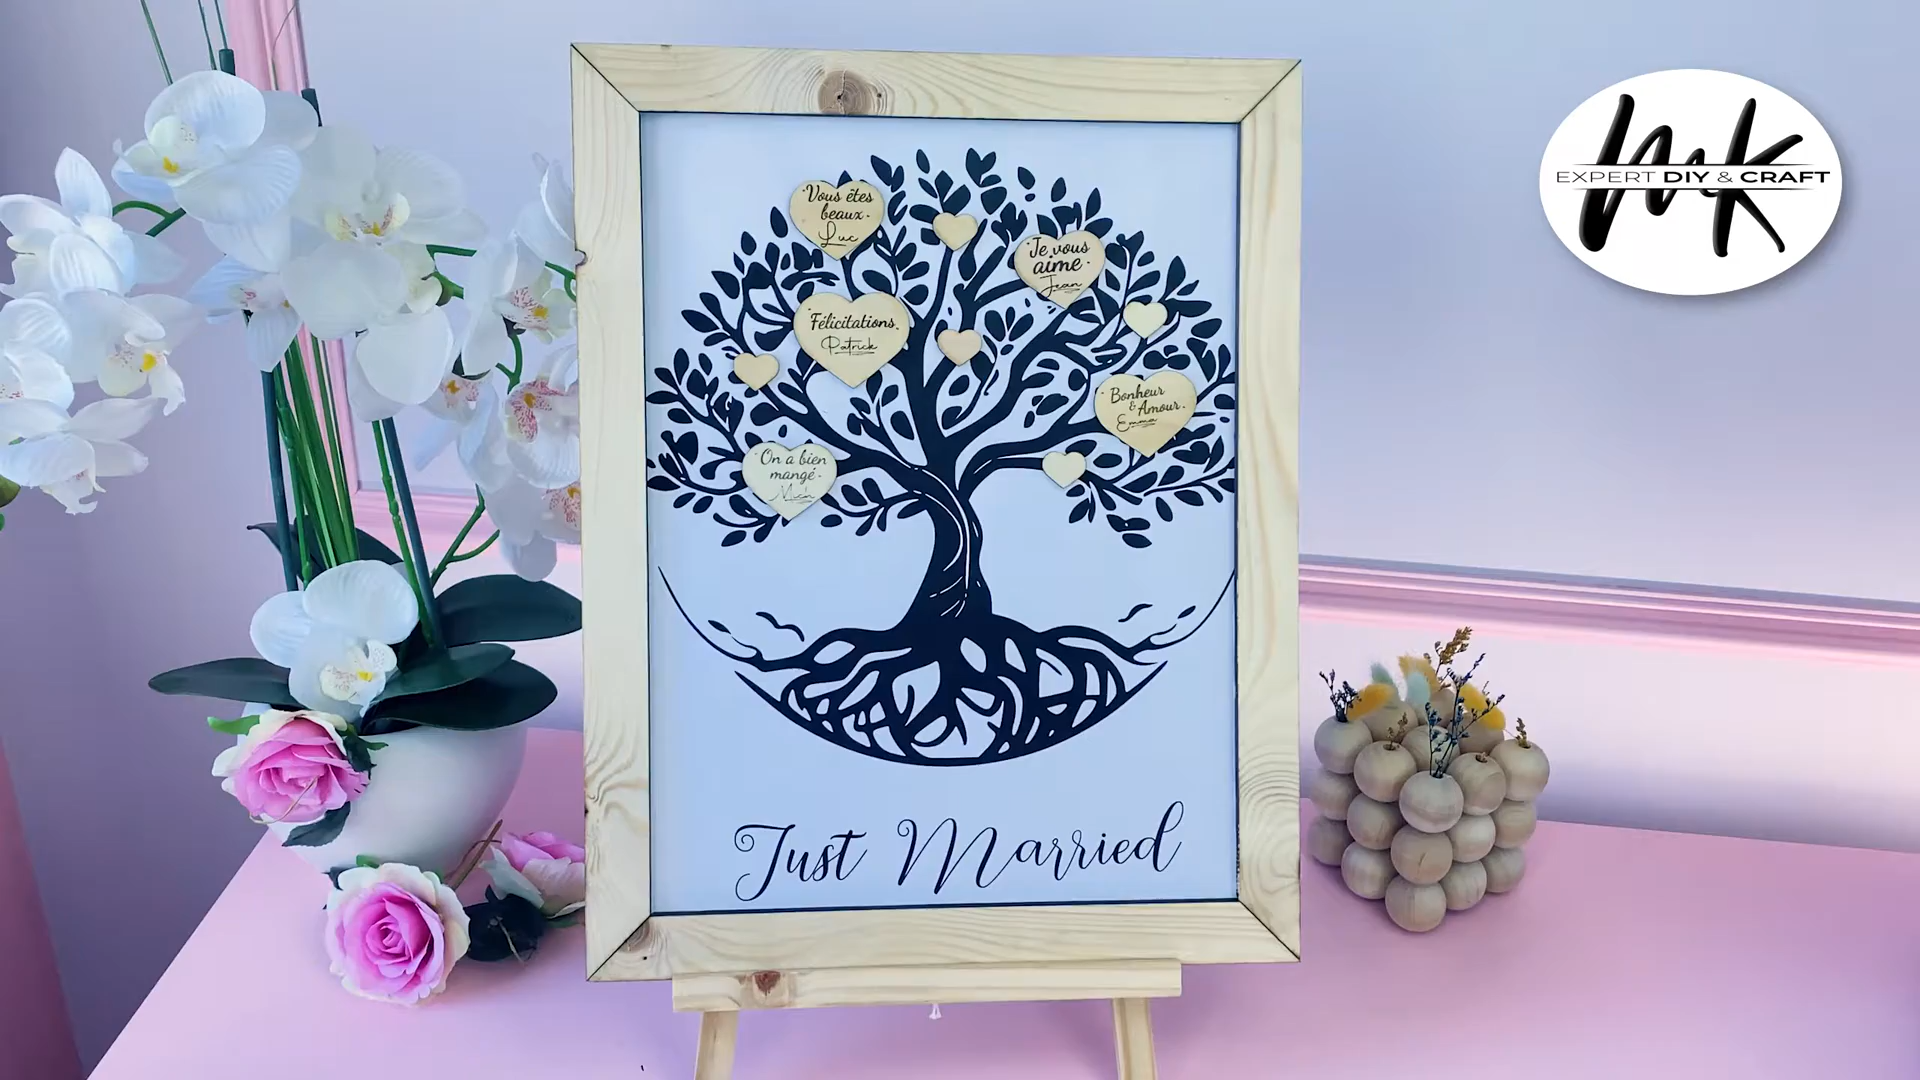 Vous êtes
beaux.
Luc
Je vous
aime.
Jean
Félicitations,
Patrick
Bonheur
& Amour.
Emma
On a bien
mangé.
Just Married
MK
EXPERT DIY & CRAFT